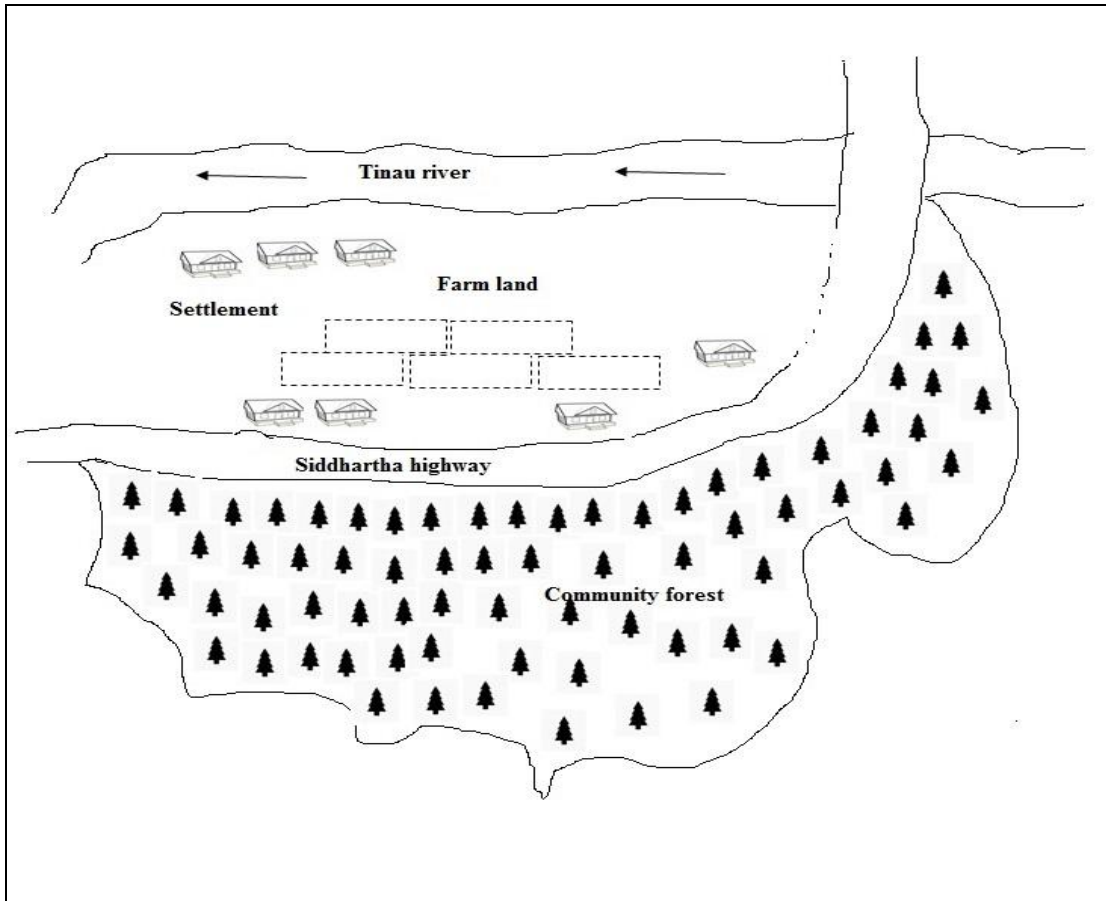 Tinau river
Farm land
Settlement
Siddhartha highway
Community forest